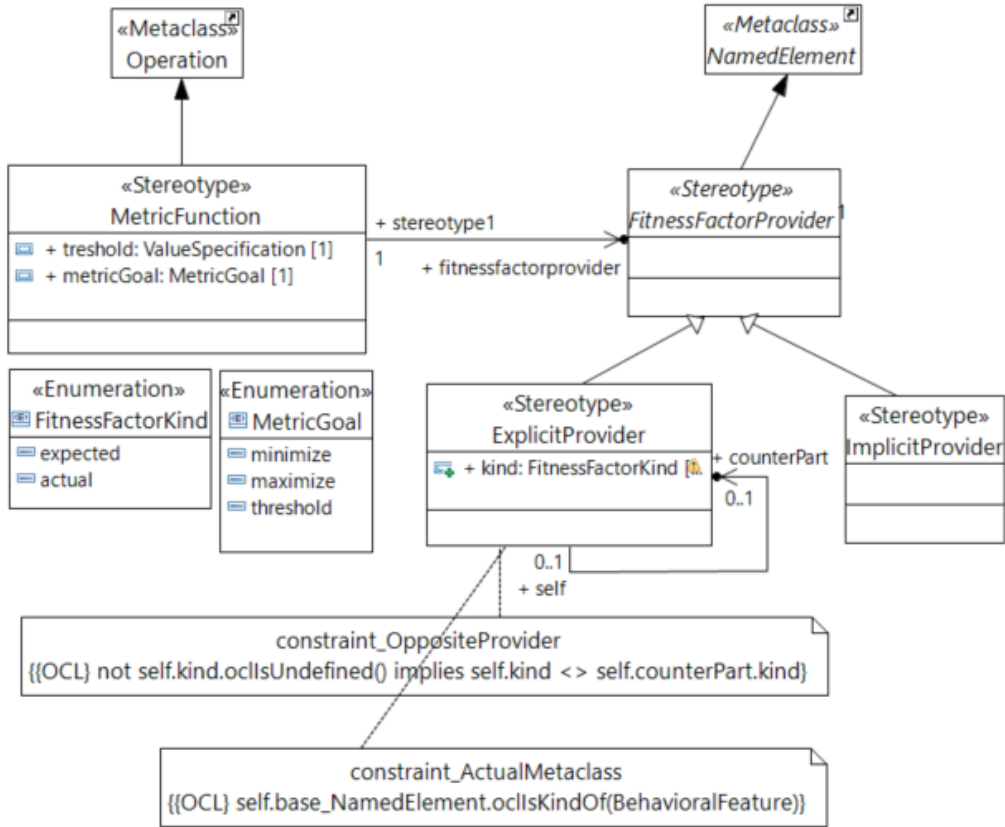 «Metaclass»
Operation
«Metaclass»
NamedElement
«Stereotype»
MetricFunction
+ treshold: ValueSpecification [1]
+ metricGoal: MetricGoal [1]
+ stereotype1
1
+ fitnessfactorprovider
«Stereotype»
FitnessFactorProvider
1
«Enumeration»
FitnessFactorKind
expected
actual
«Enumeration»
MetricGoal
minimize
maximize
threshold
«Stereotype»
ExplicitProvider
+ kind: FitnessFactorKind [..
+ counterPart
0..1
0..1
+ self
«Stereotype»
ImplicitProvider
constraint_OppositeProvider
{{OCL} not self.kind.oclIsUndefined() implies self.kind <> self.counterPart.kind}
constraint_ActualMetaclass
{{OCL} self.base_NamedElement.oclIsKindOf(BehavioralFeature)}